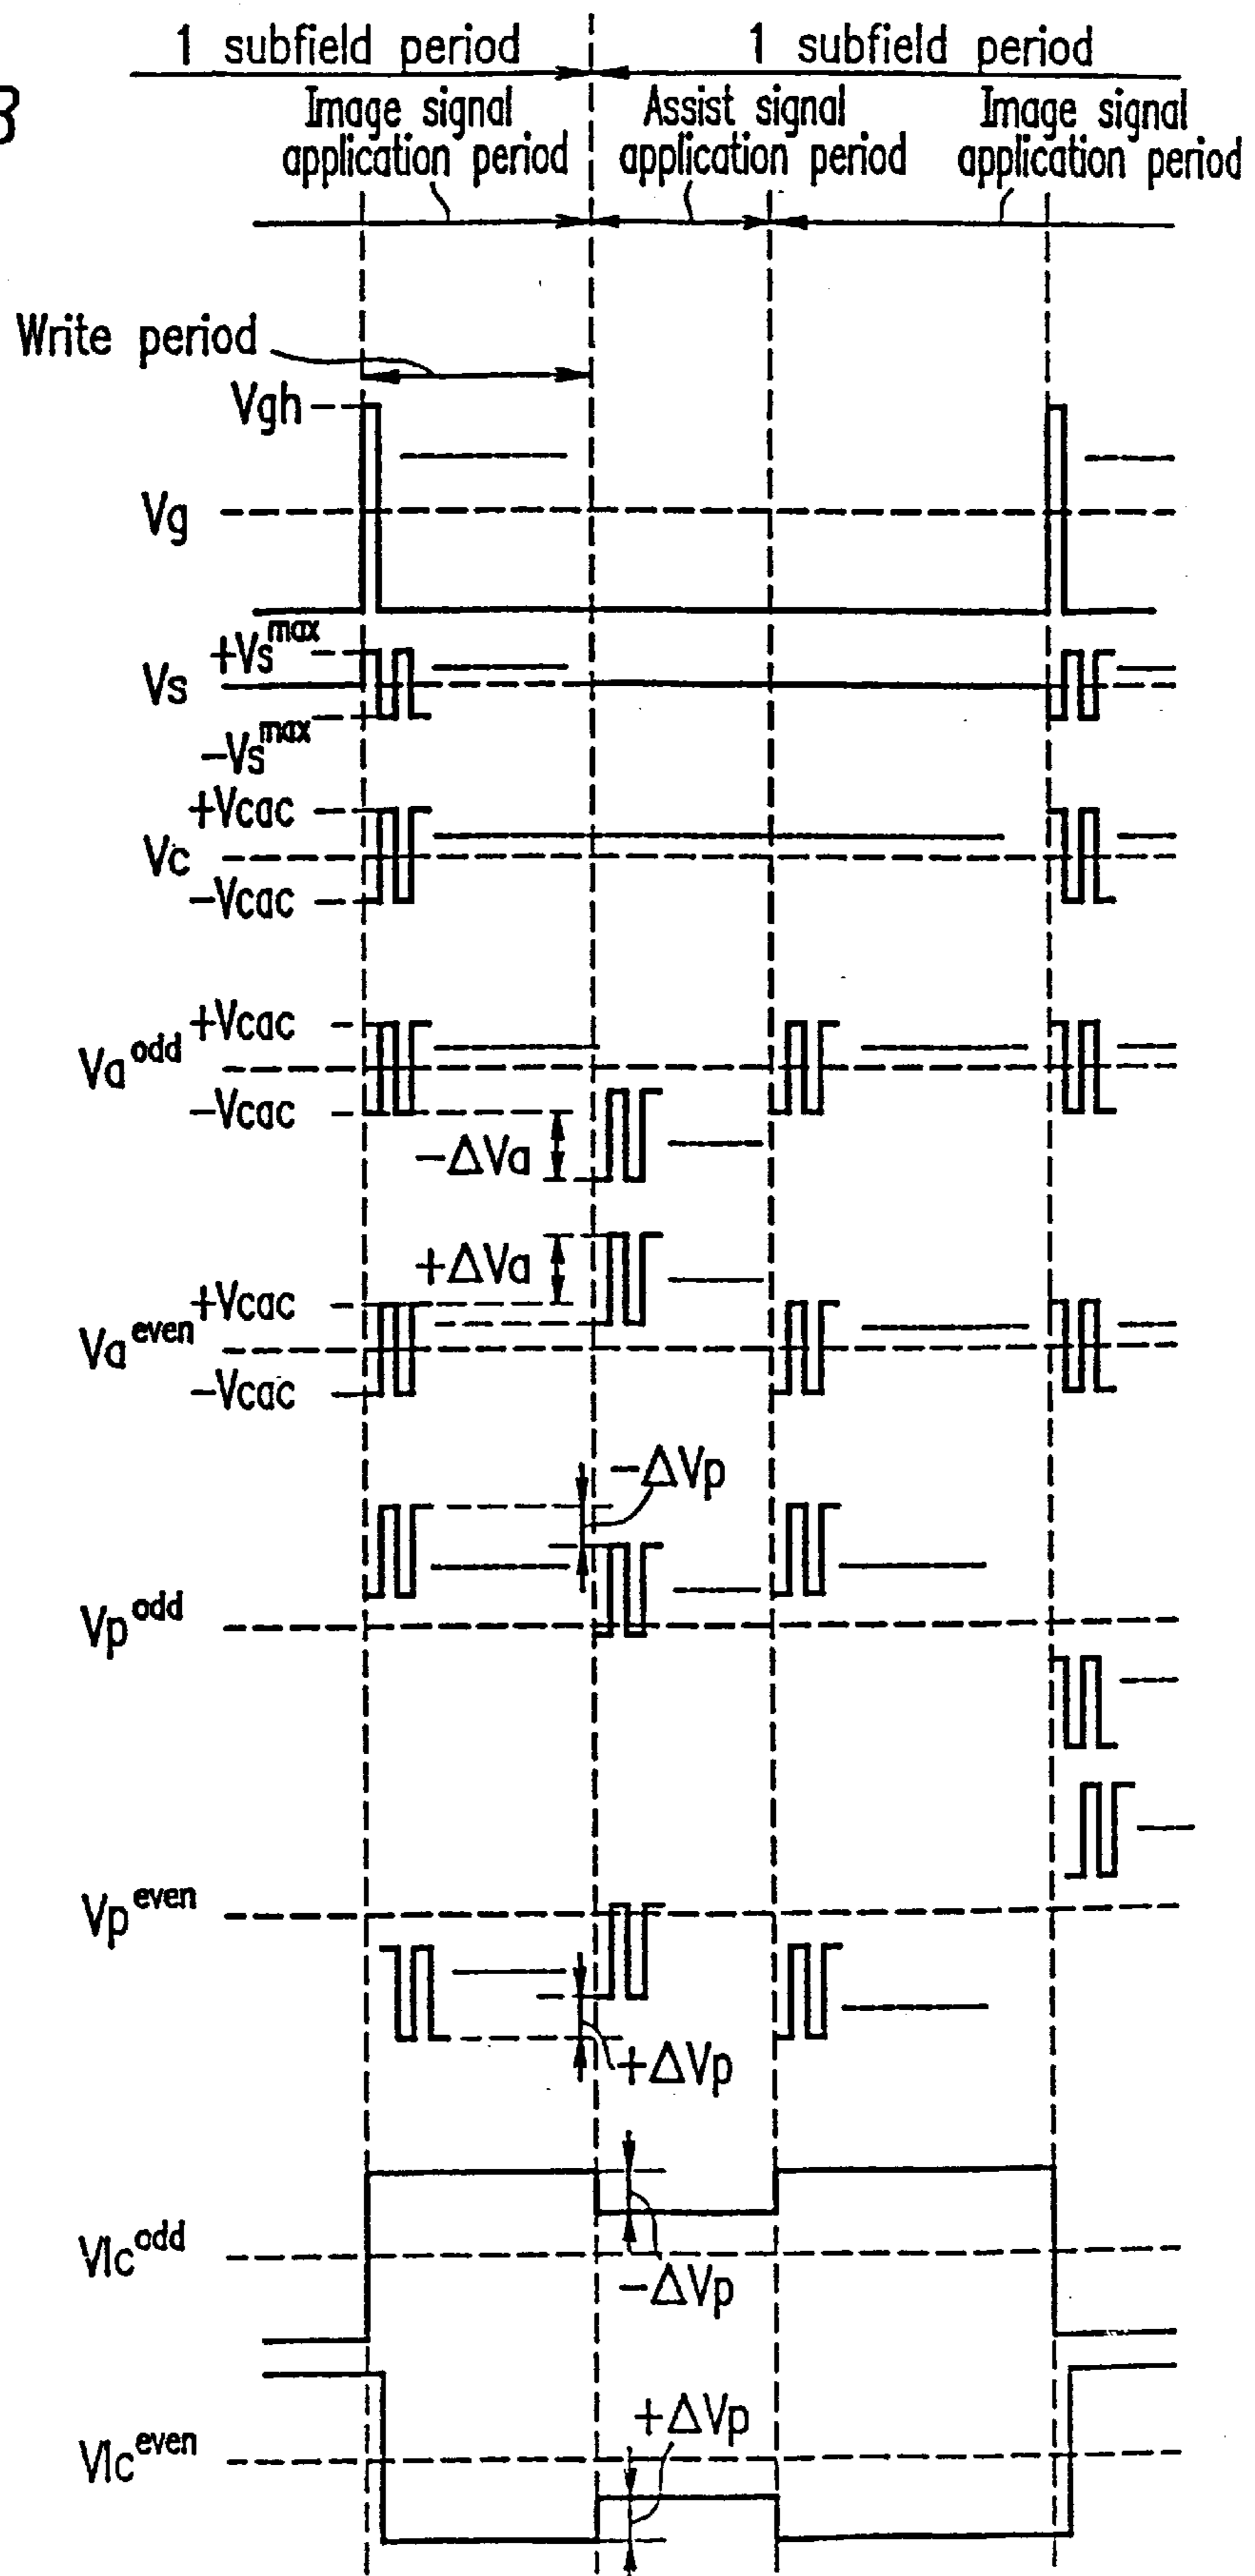 1 subfield period 1 subfield period
Image signal application period
Assist signal application period
Image signal application period
Write period
Vgh
Vg
+Vs^max
Vs
−Vs^max
+Vcac
Vc
−Vcac
+Vcac
Va^odd
−Vcac
−ΔVa
+ΔVa
+Vcac
Va^even
−Vcac
−ΔVp
Vp^odd
Vp^even
+ΔVp
Vlc^odd
−ΔVp
+ΔVp
Vlc^even